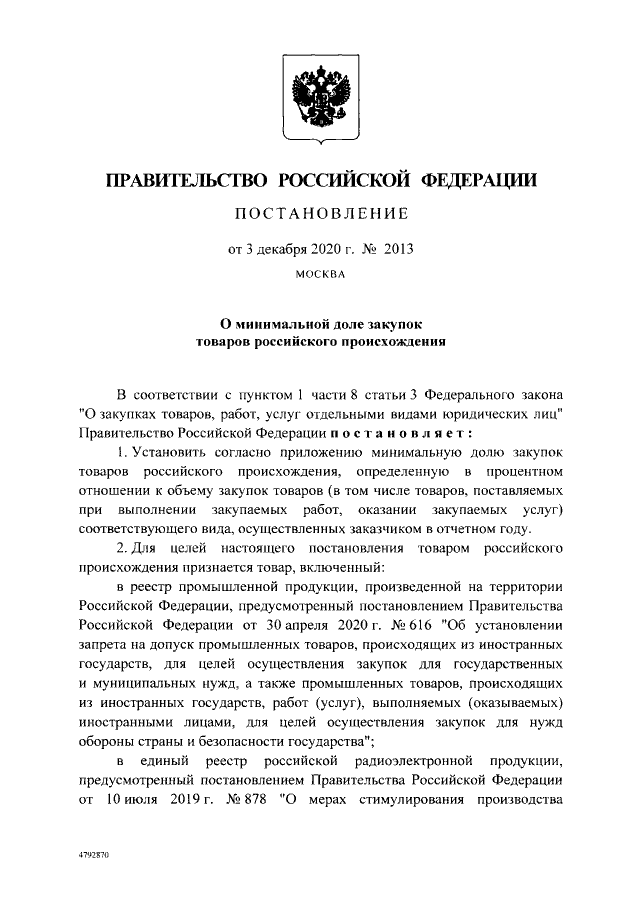 ПРАВИТЕЛЬСТВО РОССИЙСКОЙ ФЕДЕРАЦИИ
ПОСТАНОВЛЕНИЕ
от 3 декабря 2020 г. № 2013
МОСКВА
О минимальной доле закупок
товаров российского происхождения
В соответствии с пунктом 1 части 8 статьи 3 Федерального закона
"О закупках товаров, работ, услуг отдельными видами юридических лиц"
Правительство Российской Федерации постановляет:
1. Установить согласно приложению минимальную долю закупок
товаров российского происхождения, определенную в процентном
отношении к объему закупок товаров (в том числе товаров, поставляемых
при выполнении закупаемых работ, оказании закупаемых услуг)
соответствующего вида, осуществленных заказчиком в отчетном году.
2. Для целей настоящего постановления товаром российского
происхождения признается товар, включенный:
в реестр промышленной продукции, произведенной на территории
Российской Федерации, предусмотренный постановлением Правительства
Российской Федерации от 30 апреля 2020 г. № 616 "Об установлении
запрета на допуск промышленных товаров, происходящих из иностранных
государств, для целей осуществления закупок для государственных
и муниципальных нужд, а также промышленных товаров, происходящих
из иностранных государств, работ (услуг), выполняемых (оказываемых)
иностранными лицами, для целей осуществления закупок для нужд
обороны страны и безопасности государства";
в единый реестр российской радиоэлектронной продукции,
предусмотренный постановлением Правительства Российской Федерации
от 10 июля 2019 г. № 878 "О мерах стимулирования производства
4792870